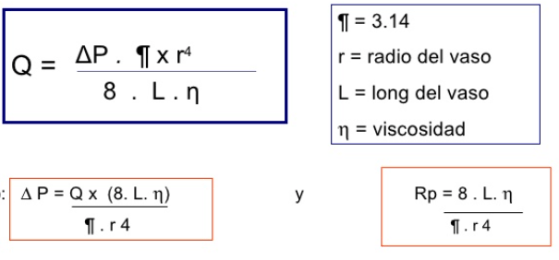 Q = ΔP . ¶ x r⁴
8 . L . η
¶ = 3.14
r = radio del vaso
L = long del vaso
η = viscosidad
: Δ P = Q x (8. L. η)
¶ . r 4
y
Rp = 8 . L. η
¶ . r 4